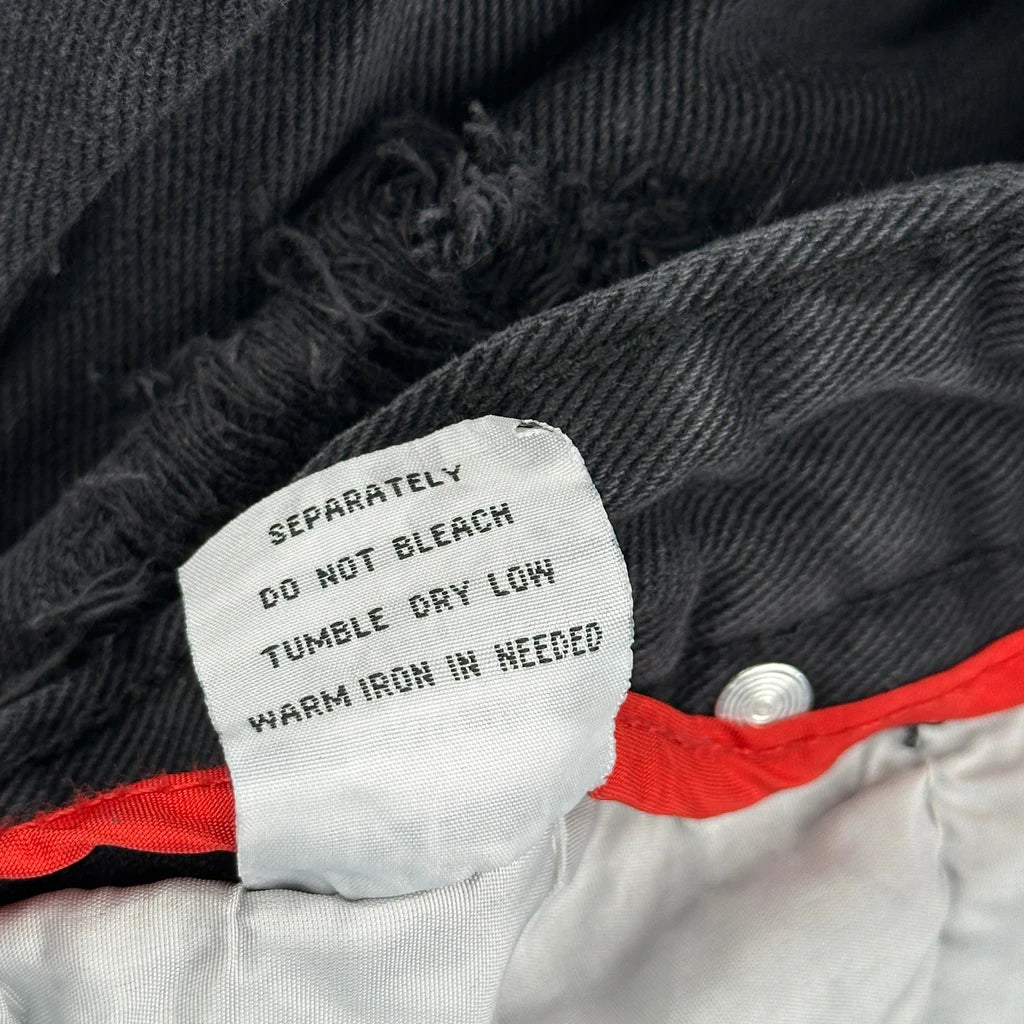 SEPARATELY
DO NOT BLEACH
TUMBLE DRY LOW
WARM IRON IN NEEDED